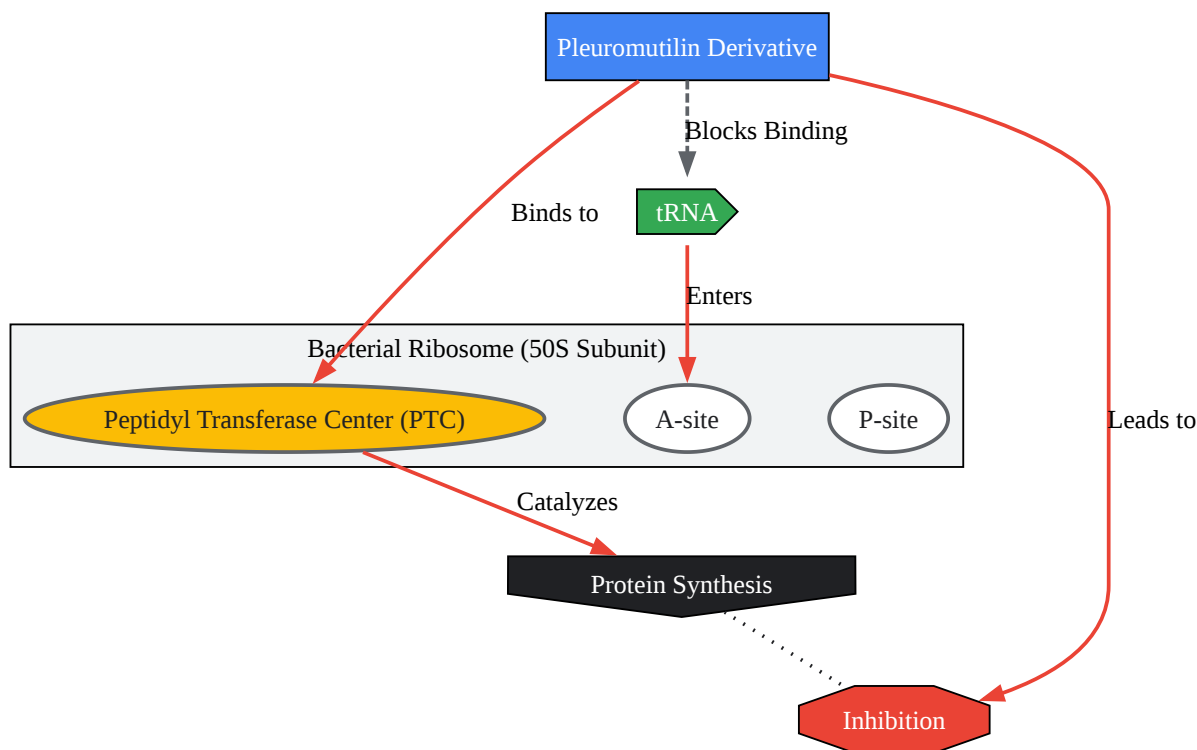 Pleuromutilin Derivative
Blocks Binding
Binds to
tRNA
Enters
Bacterial Ribosome (50S Subunit)
Peptidyl Transferase Center (PTC)
A-site
P-site
Leads to
Catalyzes
Protein Synthesis
Inhibition